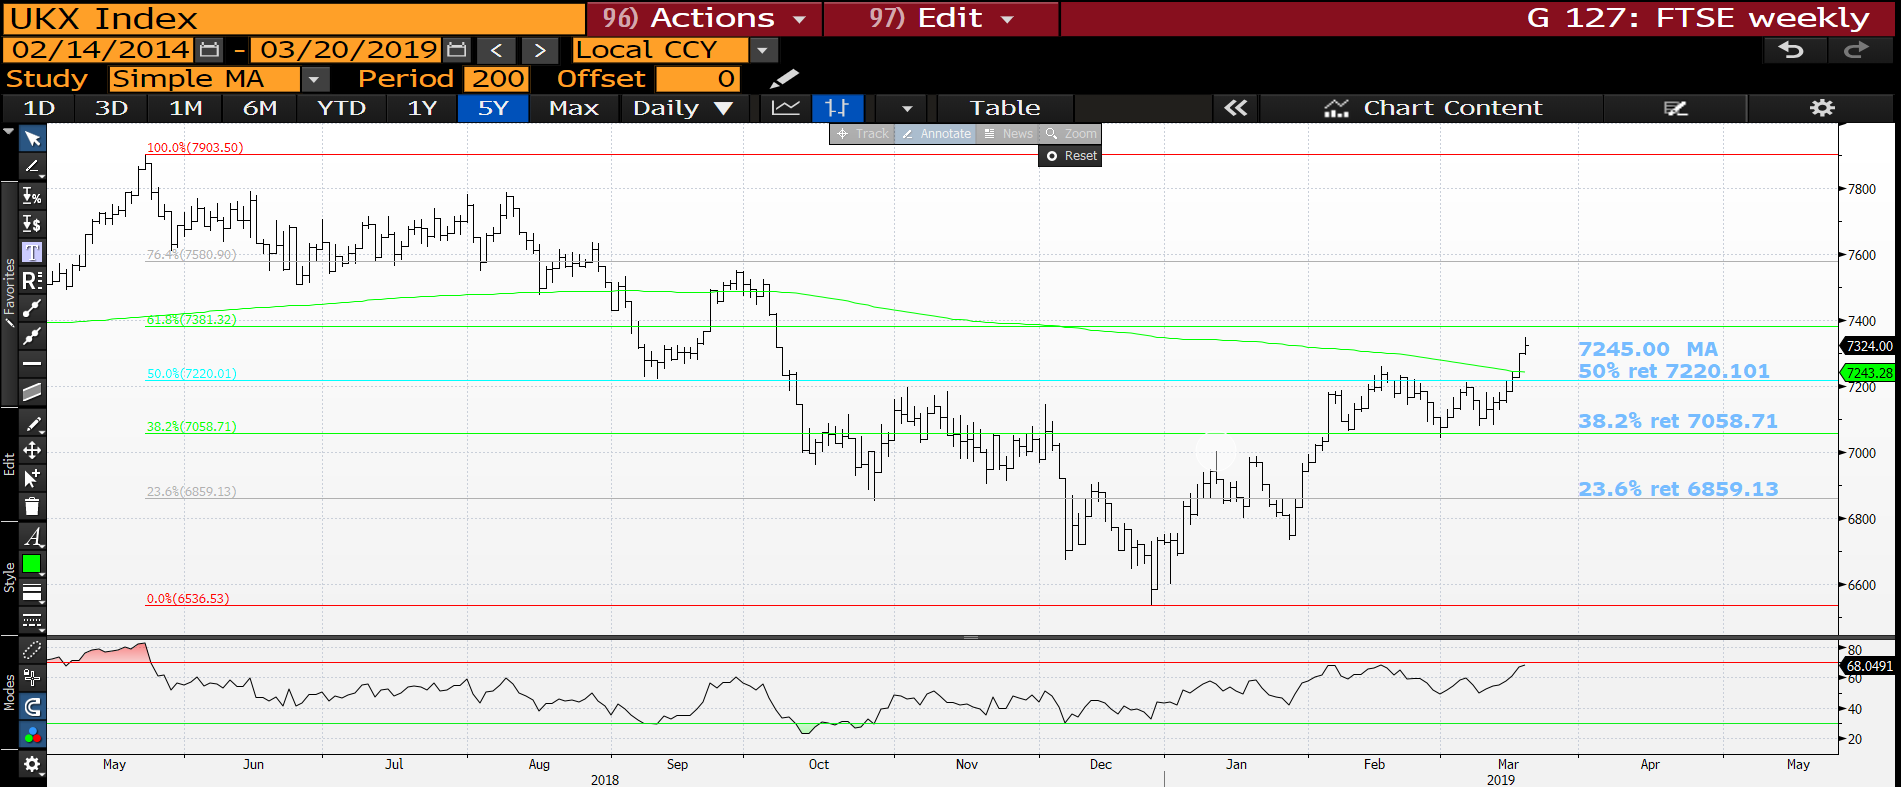 UKX Index 96) Actions 97) Edit G 127: FTSE weekly
02/14/2014 - 03/20/2019 < > Local CCY
Study Simple MA Period 200 Offset 0
1D 3D 1M 6M YTD 1Y 5Y Max Daily ▼ Table « Chart Content
Track Annotate News Zoom
Reset
100.0%(7903.50)
76.4%(7580.90)
61.8%(7381.32)
50.0%(7220.01)
38.2%(7058.71)
23.6%(6859.13)
0.0%(6536.53)
7245.00 MA
50% ret 7220.101
38.2% ret 7058.71
23.6% ret 6859.13
7800
7600
7400
7324.00
7243.28
7200
7000
6800
6600
80
68.0491
60
40
20
Favorites
Edit
Style
Modes
%
$
T
R
A
May Jun Jul Aug Sep Oct Nov Dec Jan Feb Mar Apr May
2018 2019